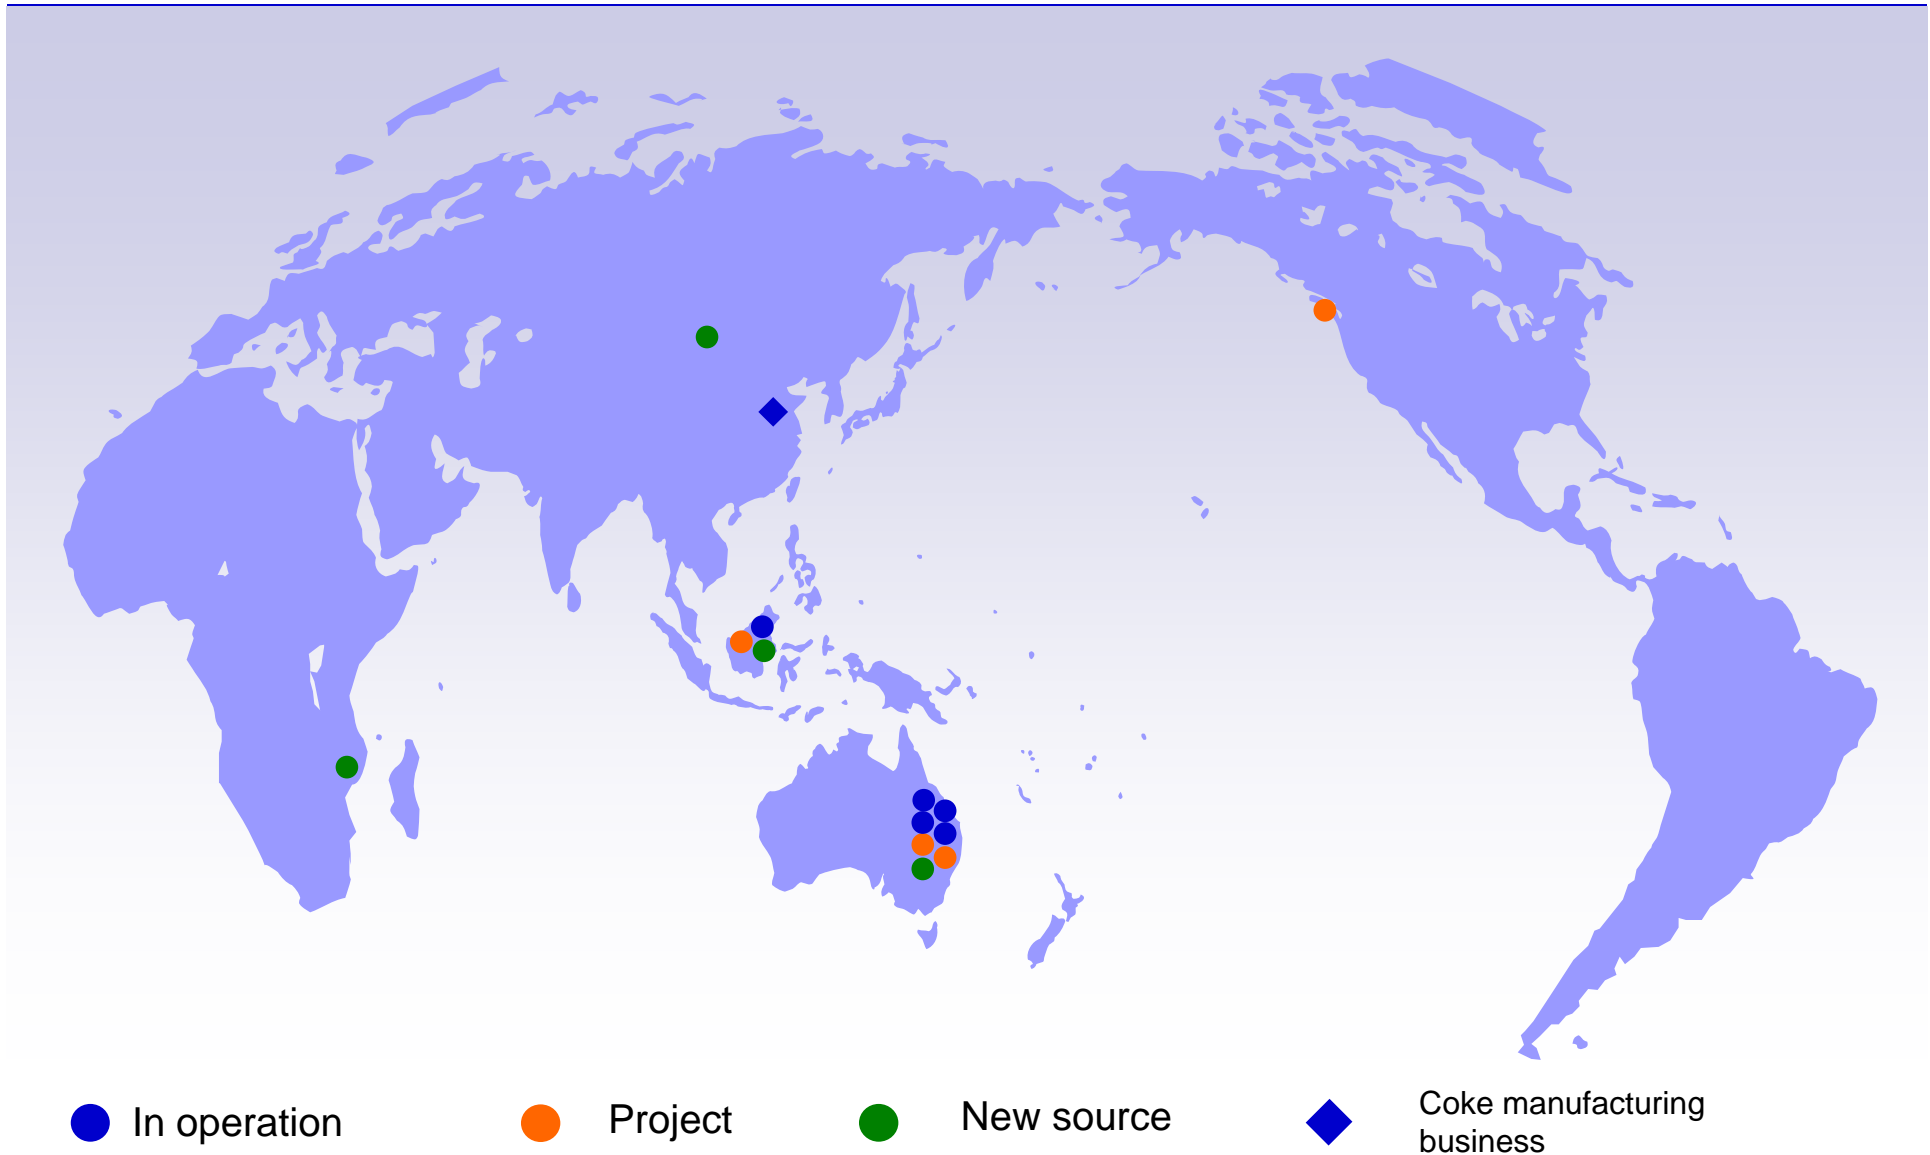 In operation
Project
New source
Coke manufacturing
business